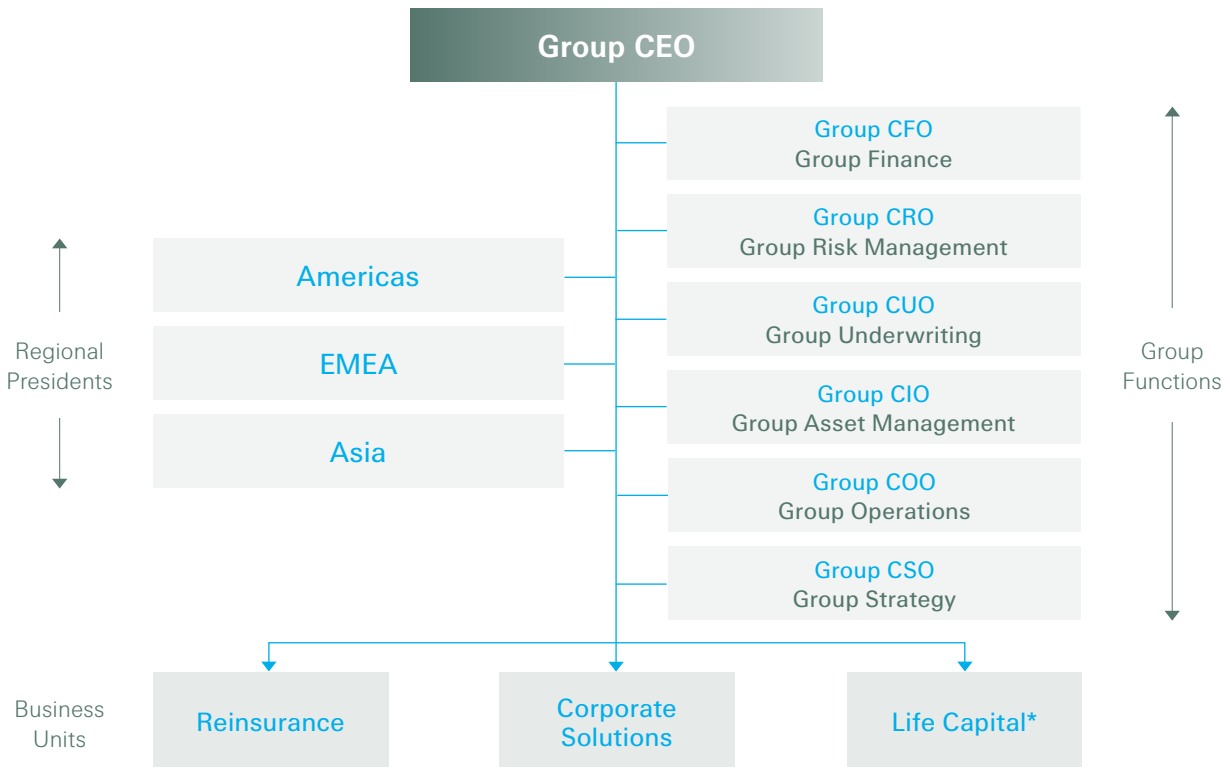 Group CEO
Group CFO
Group Finance
Group CRO
Group Risk Management
Americas
Group CUO
Group Underwriting
Regional
Presidents
EMEA
Group
Functions
Group CIO
Group Asset Management
Asia
Group COO
Group Operations
Group CSO
Group Strategy
Business
Units
Reinsurance
Corporate
Solutions
Life Capital*